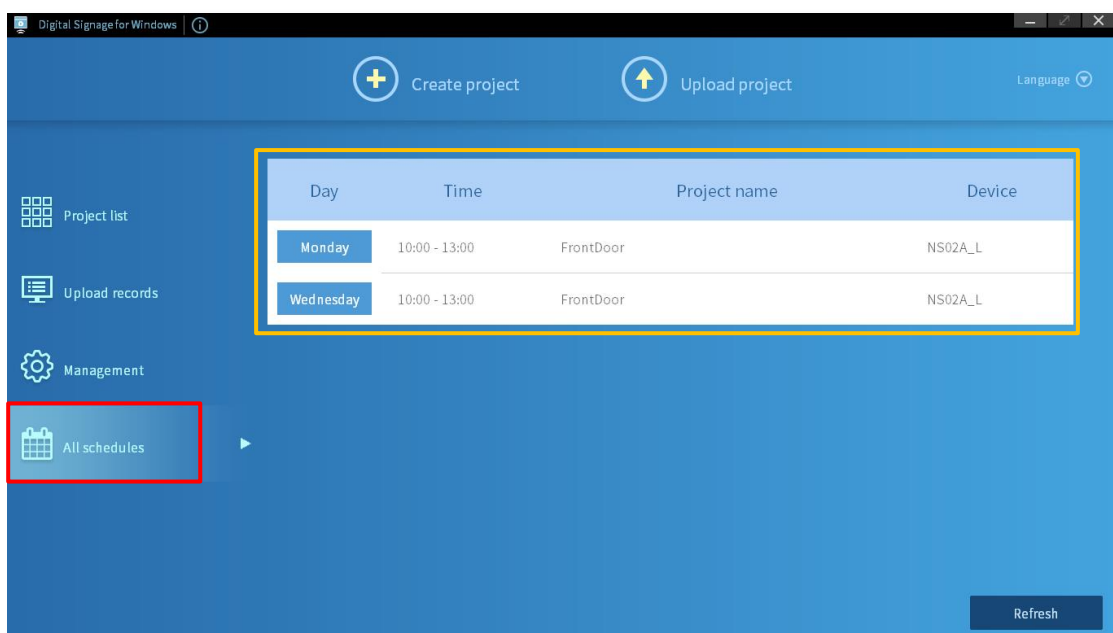 Digital Signage for Windows
Create project
Upload project
Language
Day Time Project name Device
Project list
Monday 10:00 - 13:00 FrontDoor NS02A_L
Upload records
Wednesday 10:00 - 13:00 FrontDoor NS02A_L
Management
All schedules
Refresh